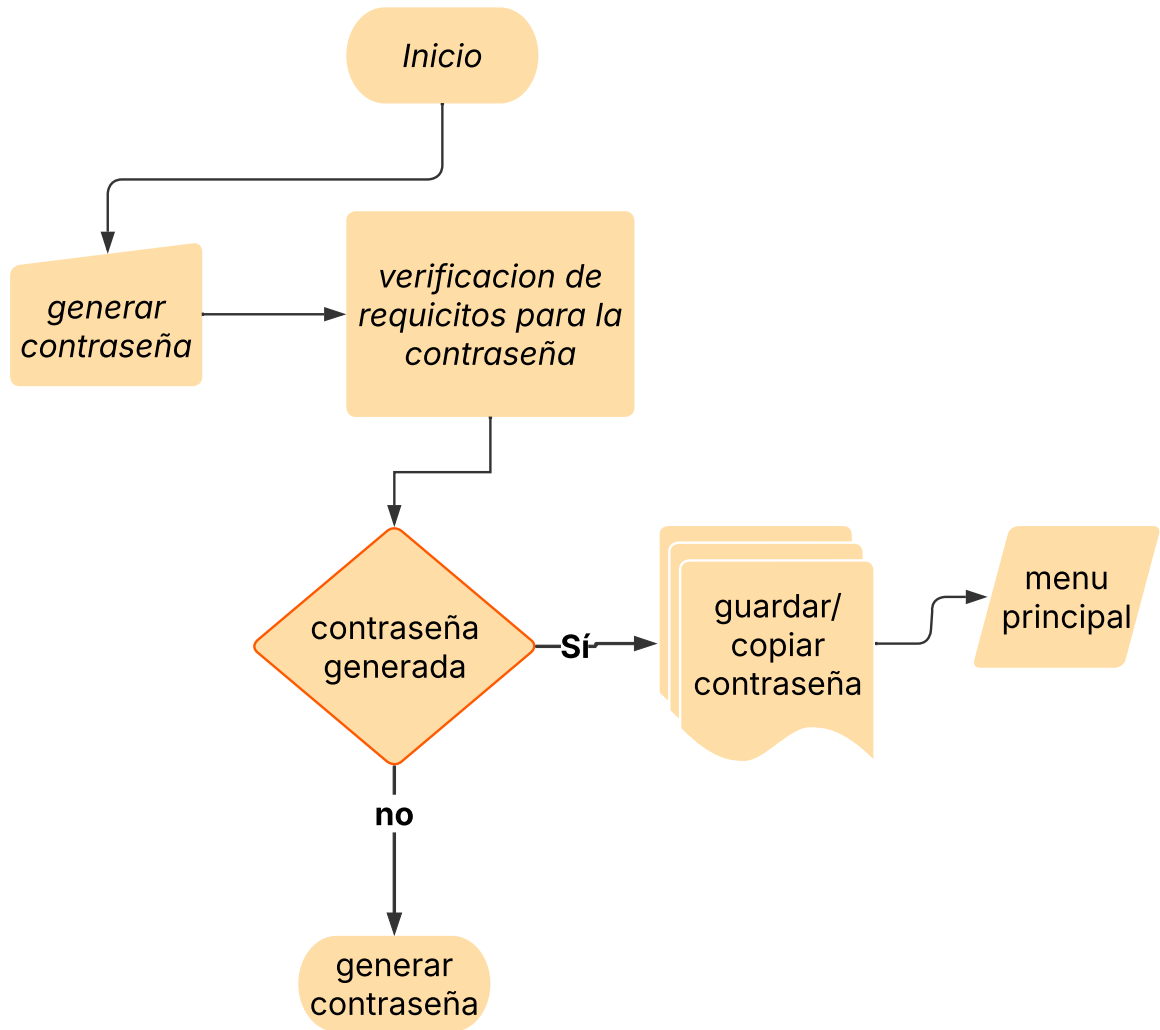 Inicio
generar
contraseña
verificacion de
requicitos para la
contraseña
contraseña
generada
Sí
guardar/
copiar
contraseña
menu
principal
no
generar
contraseña